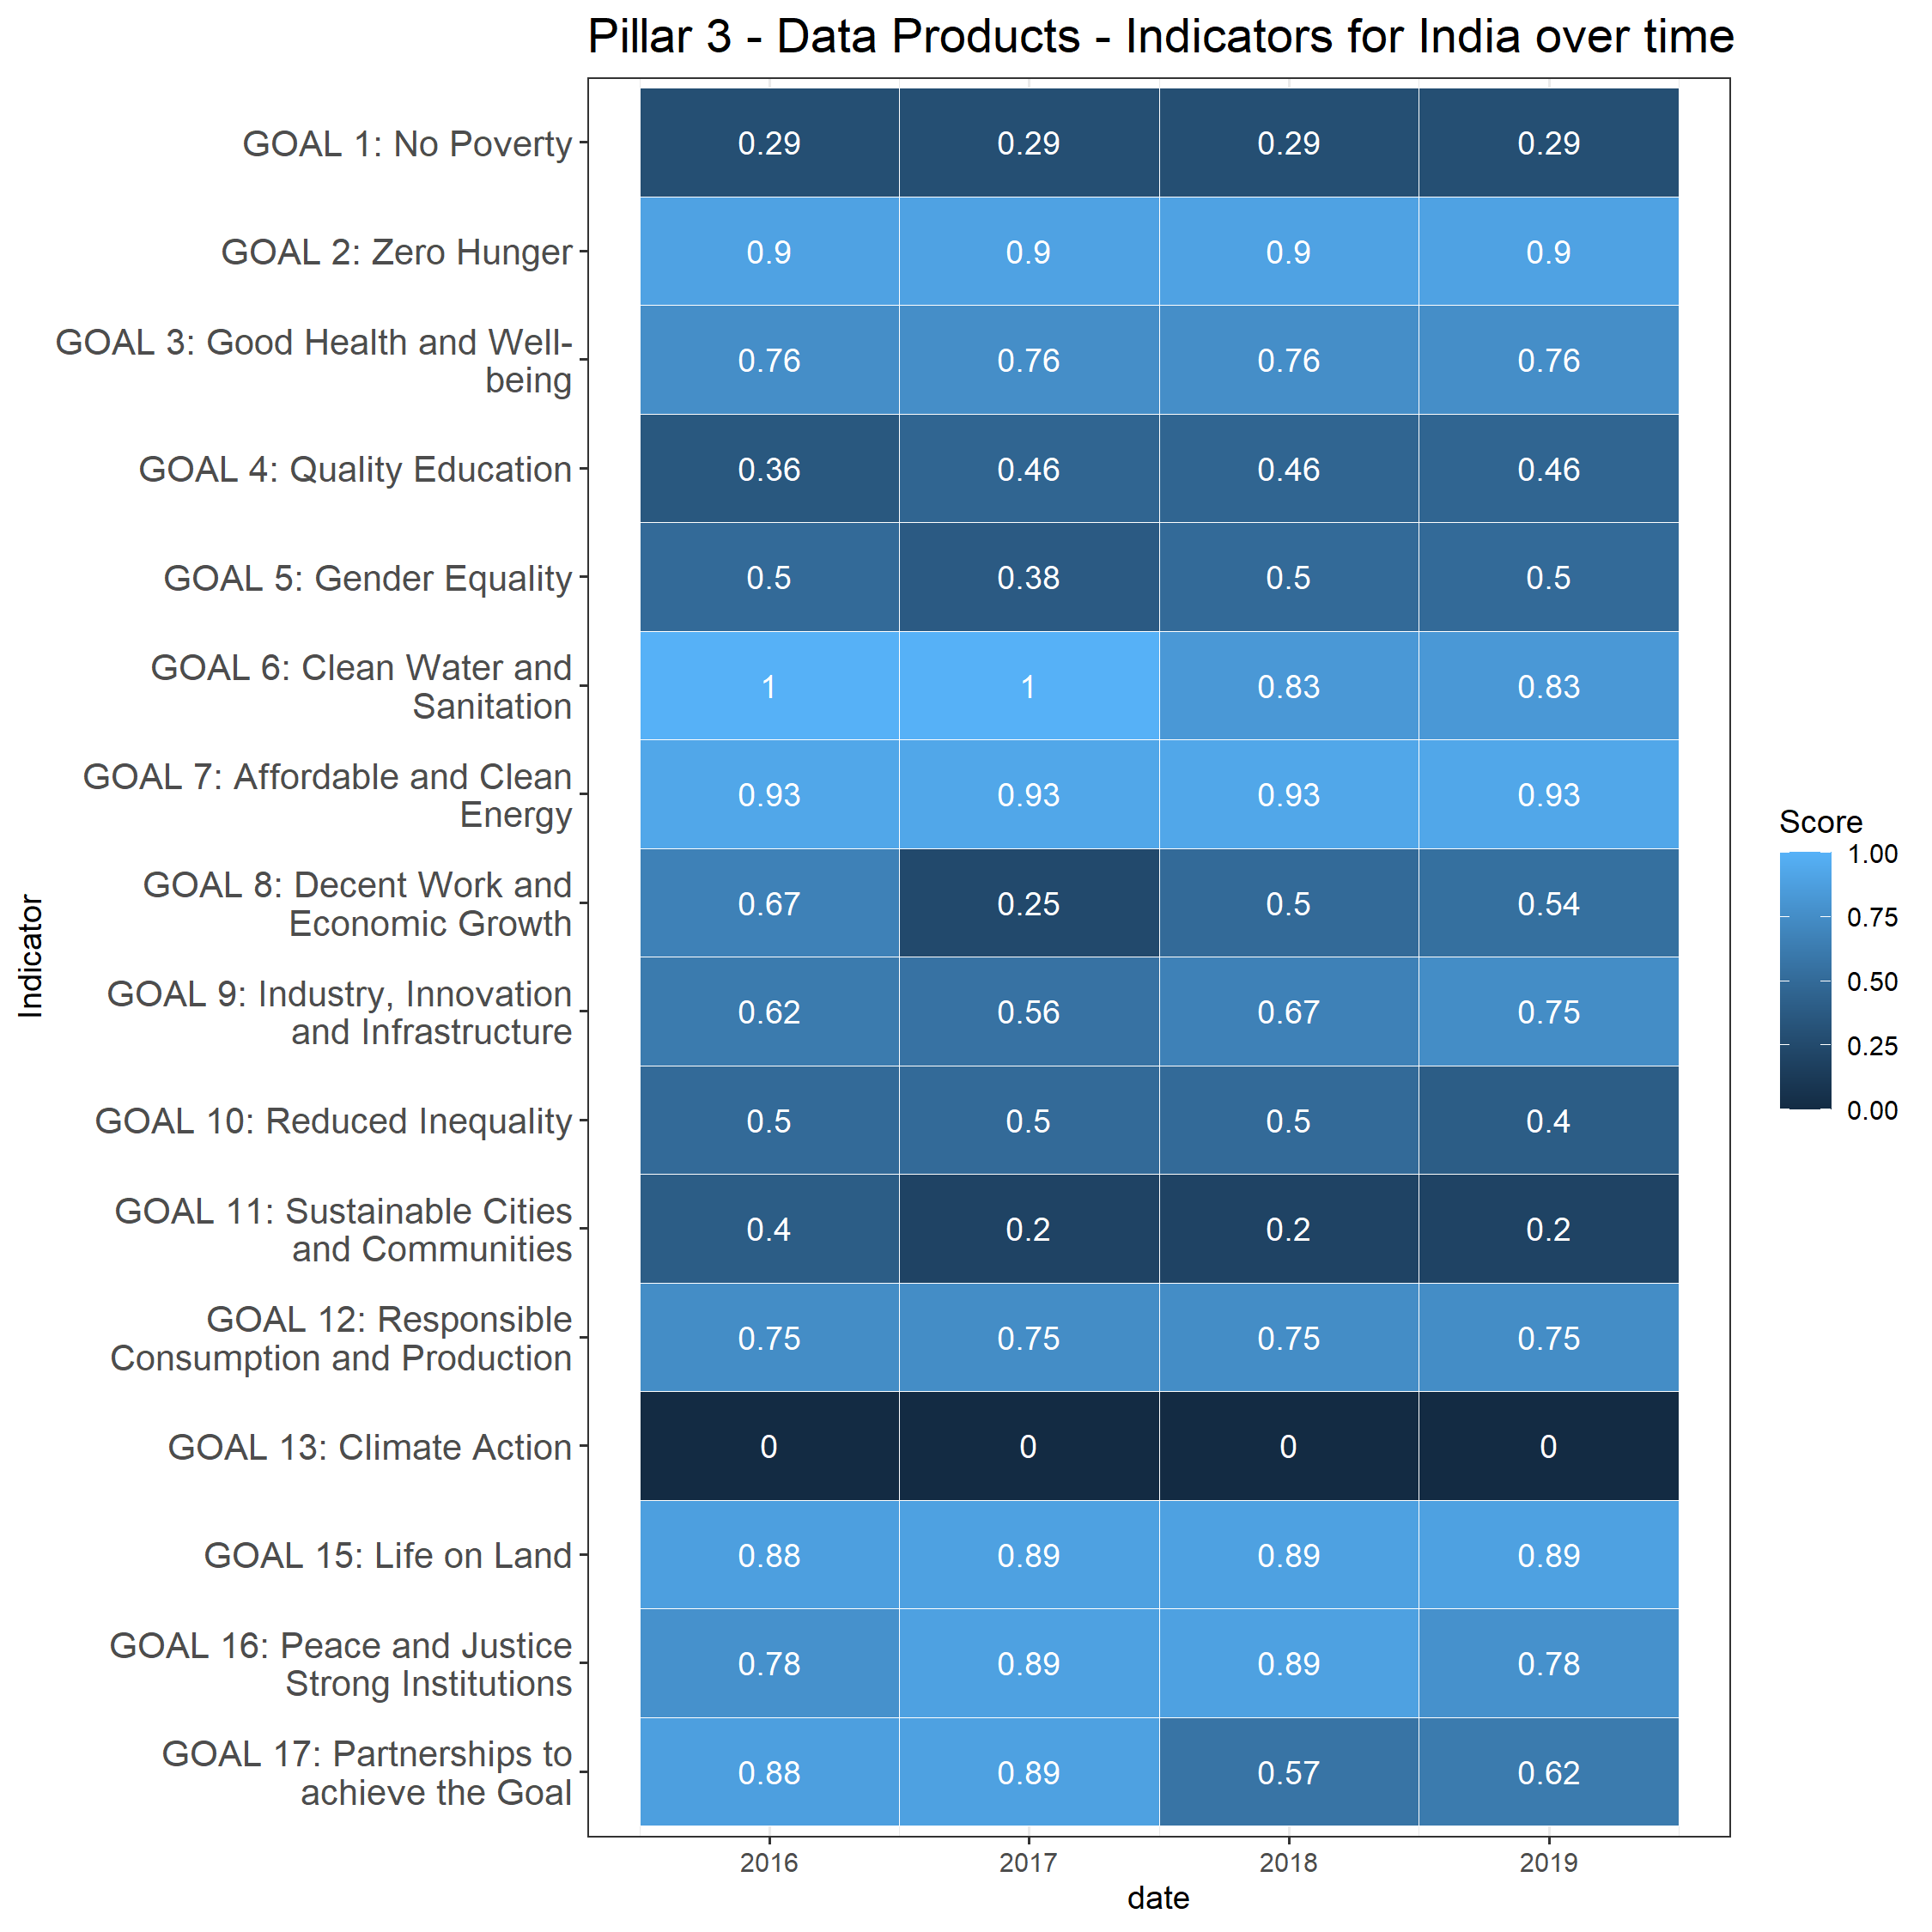 Pillar 3 - Data Products - Indicators for India over time
GOAL 1: No Poverty
0.29 0.29 0.29 0.29
GOAL 2: Zero Hunger
0.9 0.9 0.9 0.9
GOAL 3: Good Health and Well-
being
0.76 0.76 0.76 0.76
GOAL 4: Quality Education
0.36 0.46 0.46 0.46
GOAL 5: Gender Equality
0.5 0.38 0.5 0.5
GOAL 6: Clean Water and
Sanitation
1 1 0.83 0.83
GOAL 7: Affordable and Clean
Energy
0.93 0.93 0.93 0.93
GOAL 8: Decent Work and
Economic Growth
0.67 0.25 0.5 0.54
GOAL 9: Industry, Innovation
and Infrastructure
0.62 0.56 0.67 0.75
GOAL 10: Reduced Inequality
0.5 0.5 0.5 0.4
GOAL 11: Sustainable Cities
and Communities
0.4 0.2 0.2 0.2
GOAL 12: Responsible
Consumption and Production
0.75 0.75 0.75 0.75
GOAL 13: Climate Action
0 0 0 0
GOAL 15: Life on Land
0.88 0.89 0.89 0.89
GOAL 16: Peace and Justice
Strong Institutions
0.78 0.89 0.89 0.78
GOAL 17: Partnerships to
achieve the Goal
0.88 0.89 0.57 0.62
2016 2017 2018 2019
date
Indicator
Score
1.00
0.75
0.50
0.25
0.00